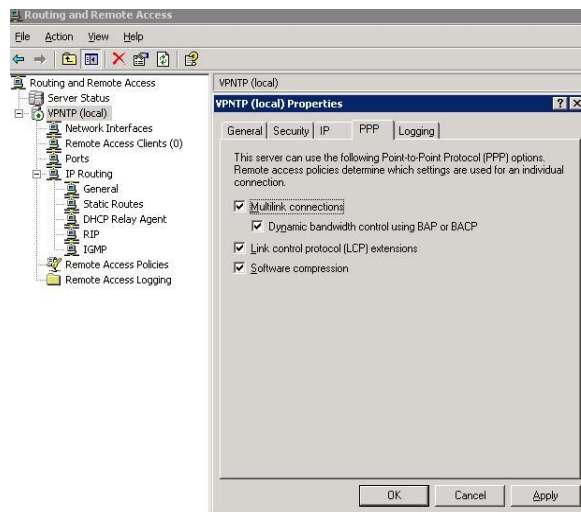 Routing and Remote Access
File Action View Help
Routing and Remote Access
Server Status
VPNTP (local)
Network Interfaces
Remote Access Clients (0)
Ports
IP Routing
General
Static Routes
DHCP Relay Agent
RIP
IGMP
Remote Access Policies
Remote Access Logging
VPNTP (local)
VPNTP (local) Properties
General Security IP PPP Logging
This server can use the following Point-to-Point Protocol (PPP) options.
Remote access policies determine which settings are used for an individual
connection.
Multilink connections
Dynamic bandwidth control using BAP or BACP
Link control protocol (LCP) extensions
Software compression
OK Cancel Apply